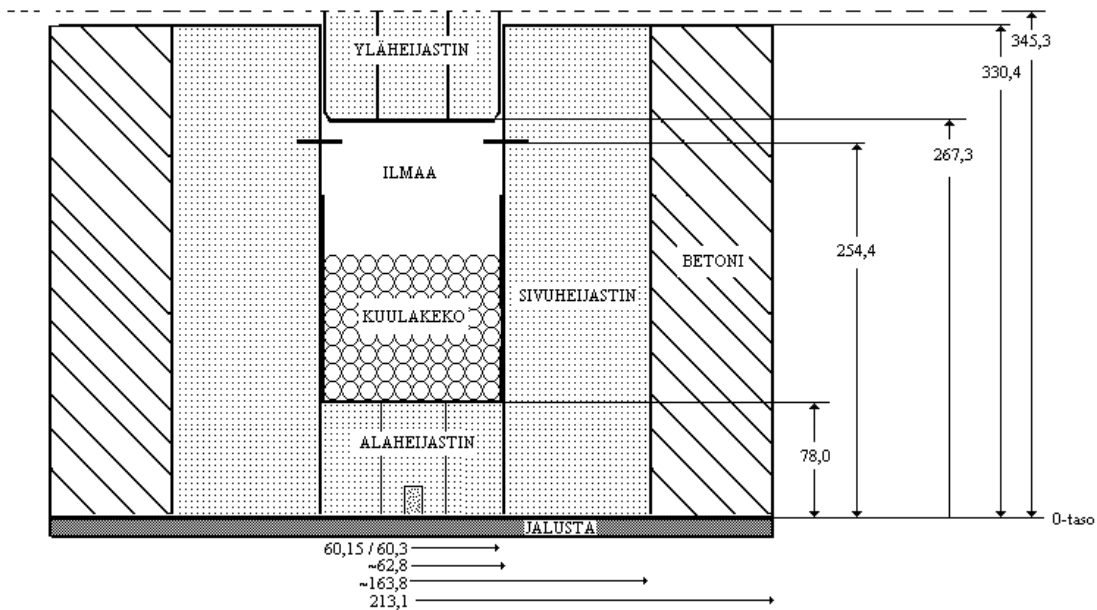 345,3
YLÄHEIJASTIN
330,4
267,3
ILMAA
254,4
BETONI
SIVUHEIJASTIN
KUULAKEKO
ALAHEIJASTIN
78,0
0-taso
JALUSTA
60,15 / 60,3
~62,8
~163,8
213,1